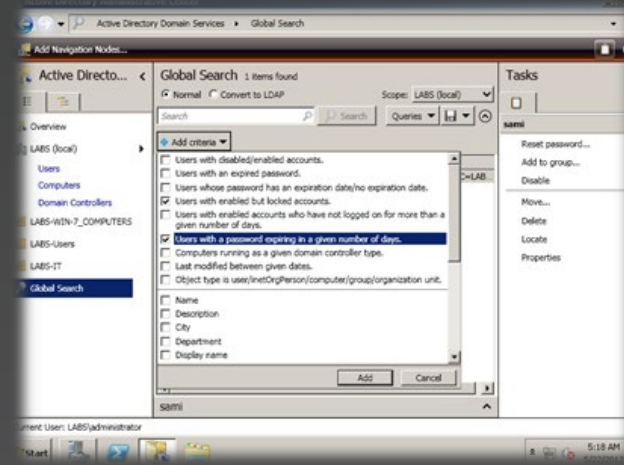 Active Directory Administrative Center
Active Directory Domain Services
Global Search
Add Navigation Nodes...
Active Directo...
Overview
LABS (local)
Users
Computers
Domain Controllers
LABS-WIN-7_COMPUTERS
LABS-Users
LABS-IT
Global Search
Global Search 1 items found
Normal Convert to LDAP Scope: LABS (local)
Search Search Queries
Add criteria
Users with disabled/enabled accounts.
Users with an expired password.
Users whose password has an expiration date/no expiration date.
Users with enabled but locked accounts.
Users with enabled accounts who have not logged on for more than a
given number of days.
Users with a password expiring in a given number of days.
Computers running as a given domain controller type.
Last modified between given dates.
Object type is user/inetOrgPerson/computer/group/organization unit.
Name
Description
City
Department
Display name
Add Cancel
C=LAB...
sami
Tasks
sami
Reset password...
Add to group...
Disable
Move...
Delete
Locate
Properties
Current User: LABS\administrator
Start
5:18 AM